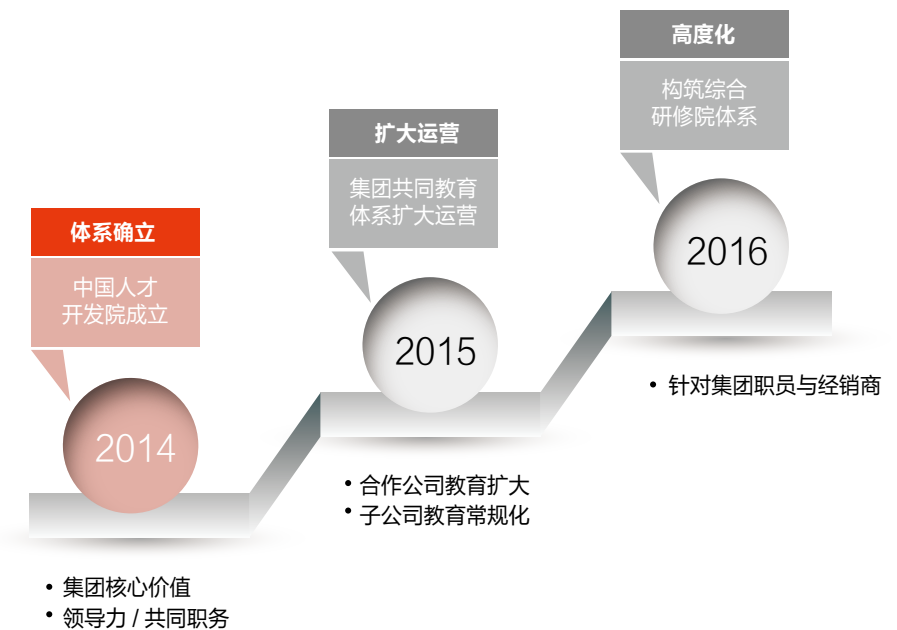 体系确立
中国人才
开发院成立
2014
• 集团核心价值
• 领导力 / 共同职务
扩大运营
集团共同教育
体系扩大运营
2015
• 合作公司教育扩大
• 子公司教育常规化
高度化
构筑综合
研修院体系
2016
• 针对集团职员与经销商